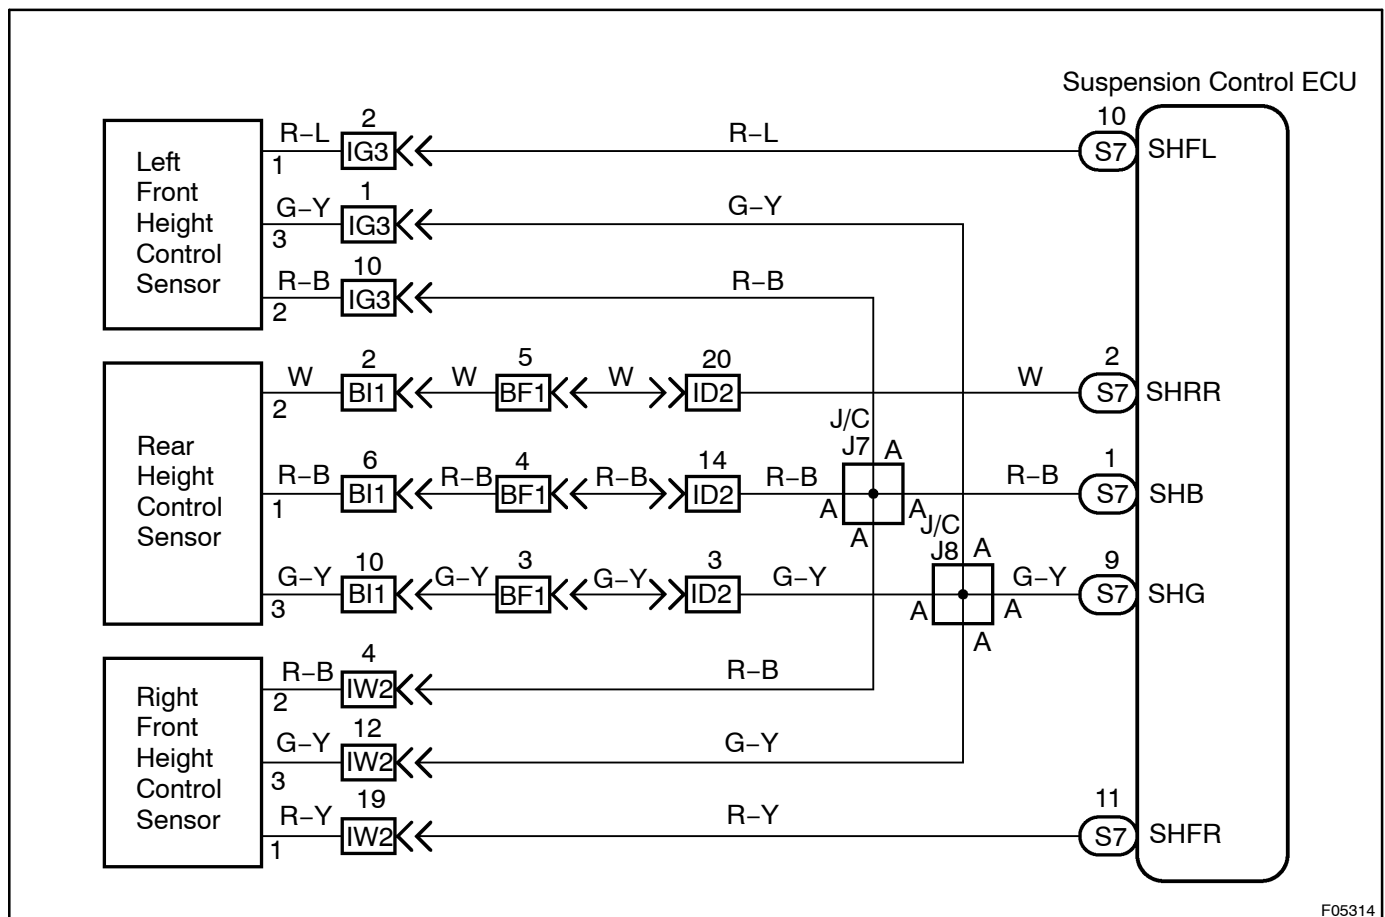 Suspension Control ECU
Left
Front
Height
Control
Sensor
R–L 2 R–L 10
1 IG3 S7 SHFL
G–Y 1 G–Y
3 IG3
R–B 10 R–B
2 IG3
Rear
Height
Control
Sensor
W 2 W 5 W 20 W 2
2 BI1 BF1 ID2 S7 SHRR
J/C
J7 A
R–B 6 R–B 4 R–B 14 R–B R–B 1
1 BI1 BF1 ID2 S7 SHB
A A
A
J/C
J8 A
G–Y 10 G–Y 3 G–Y 3 G–Y G–Y 9
3 BI1 BF1 ID2 S7 SHG
A A
A
Right
Front
Height
Control
Sensor
R–B 4 R–B
2 IW2
G–Y 12 G–Y
3 IW2
R–Y 19 R–Y 11
1 IW2 S7 SHFR
F05314